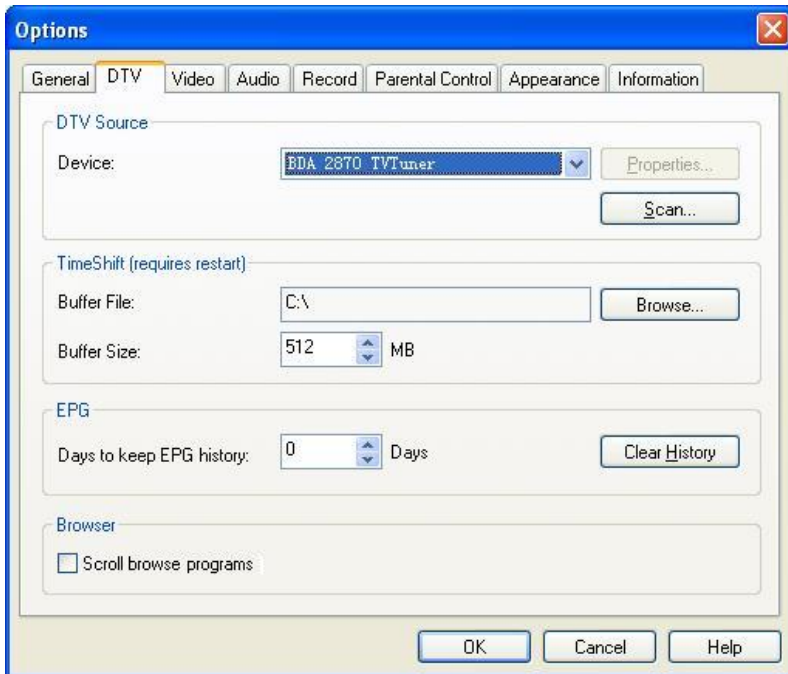 Options
General DTV Video Audio Record Parental Control Appearance Information
DTV Source
Device: BDA 2870 TVTuner Properties...
Scan...
TimeShift (requires restart)
Buffer File: C:\ Browse...
Buffer Size: 512 MB
EPG
Days to keep EPG history: 0 Days Clear History
Browser
Scroll browse programs
OK Cancel Help